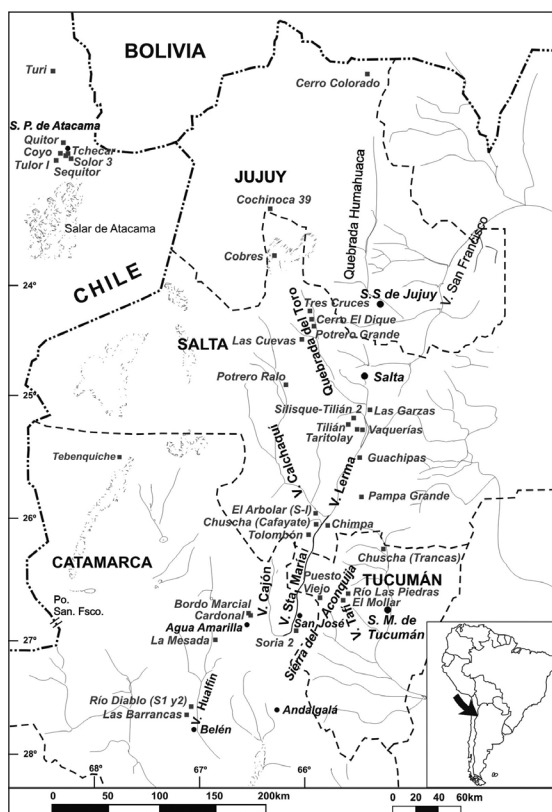 BOLIVIA
Turi
Cerro Colorado
S. P. de Atacama
Quitor
Coyo
Tchecar
Tulor I
Solor 3
Sequitor
JUJUY
Cochinoca 39
Salar de Atacama
Quebrada Humahuaca
V. San Francisco
Cobres
CHILE
24°
S.S de Jujuy
Tres Cruces
Cerro El Dique
Potrero Grande
Quebrada del Toro
SALTA
Las Cuevas
Salta
Potrero Ralo
25°
Silisque-Tilián 2
Las Garzas
Tilián
Vaquerías
Taritolay
V. Calchaquí
Tebenquiche
V. Lerma
Guachipas
Pampa Grande
El Arbolar (S-I)
Chuscha (Cafayate)
Chimpa
26°
Tolombón
Chuscha (Trancas)
CATAMARCA
V. Cajón
V. Sta. María
Puesto
Viejo
TUCUMÁN
Po.
San. Fsco.
Río Las Piedras
El Mollar
Bordo Marcial
Cardonal
Agua Amarilla
San José
Sierra del Aconquija
V. Tafí
S. M. de
Tucumán
27°
La Mesada
Soria 2
V. Hualfín
Río Diablo (S1 y2)
Las Barrancas
Andalgalá
Belén
28°
68° 67° 66°
0 50 100 150 200km
0 20 40 60km